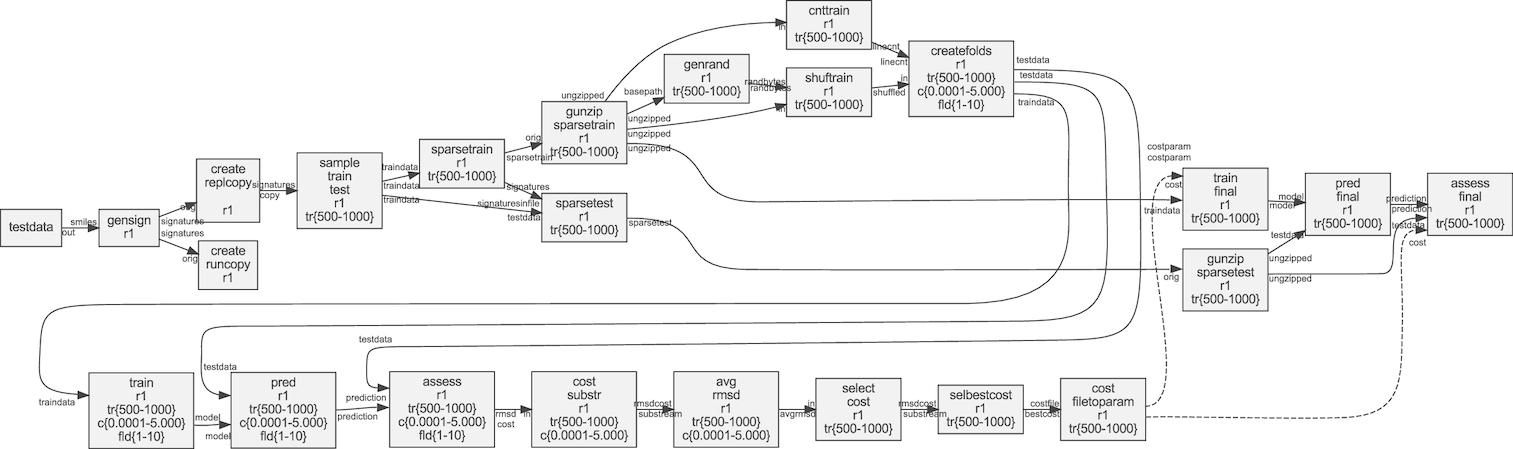 testdata
out
smiles
gensign
r1
signatures
orig
signatures
orig
create
replcopy
r1
create
runcopy
r1
signatures
copy
sample
train
test
r1
tr{500-1000}
traindata
traindata
traindata
sparsetrain
r1
tr{500-1000}
sparsetrain
orig
signatures
signaturesinfile
testdata
gunzip
sparsetrain
r1
tr{500-1000}
sparsetest
r1
tr{500-1000}
sparsetest
ungzipped
basepath
ungzipped
ungzipped
ungzipped
genrand
r1
tr{500-1000}
randbytes
randbytes
in
cnttrain
r1
tr{500-1000}
in
shuftrain
r1
tr{500-1000}
linecnt
linecnt
in
shuffled
createfolds
r1
tr{500-1000}
c{0.0001-5.000}
fld{1-10}
testdata
testdata
traindata
costparam
costparam
cost
traindata
train
final
r1
tr{500-1000}
model
model
orig
gunzip
sparsetest
r1
tr{500-1000}
testdata
ungzipped
ungzipped
pred
final
r1
tr{500-1000}
prediction
prediction
testdata
cost
assess
final
r1
tr{500-1000}
traindata
train
r1
tr{500-1000}
c{0.0001-5.000}
fld{1-10}
model
model
testdata
pred
r1
tr{500-1000}
c{0.0001-5.000}
fld{1-10}
testdata
prediction
prediction
assess
r1
tr{500-1000}
c{0.0001-5.000}
fld{1-10}
rmsd
cost
in
cost
substr
r1
tr{500-1000}
c{0.0001-5.000}
rmsdcost
substream
avg
rmsd
r1
tr{500-1000}
c{0.0001-5.000}
in
avgrmsd
select
cost
r1
tr{500-1000}
rmsdcost
substream
selbestcost
r1
tr{500-1000}
costfile
bestcost
cost
filetoparam
r1
tr{500-1000}